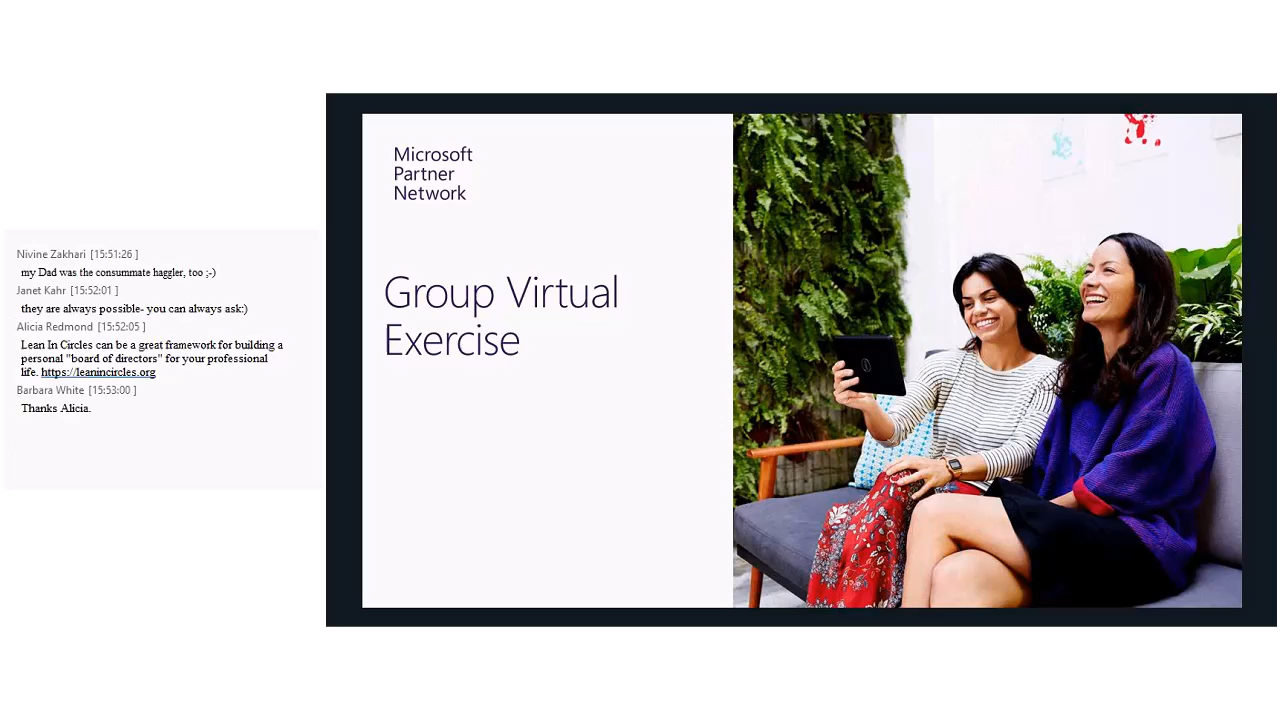 Nivine Zakhari [15:51:26 ]
my Dad was the consummate haggler, too ;-)
Janet Kahr [15:52:01 ]
they are always possible- you can always ask:)
Alicia Redmond [15:52:05 ]
Lean In Circles can be a great framework for building a
personal "board of directors" for your professional
life. https://leanincircles.org
Barbara White [15:53:00 ]
Thanks Alicia.
Microsoft
Partner
Network
Group Virtual
Exercise